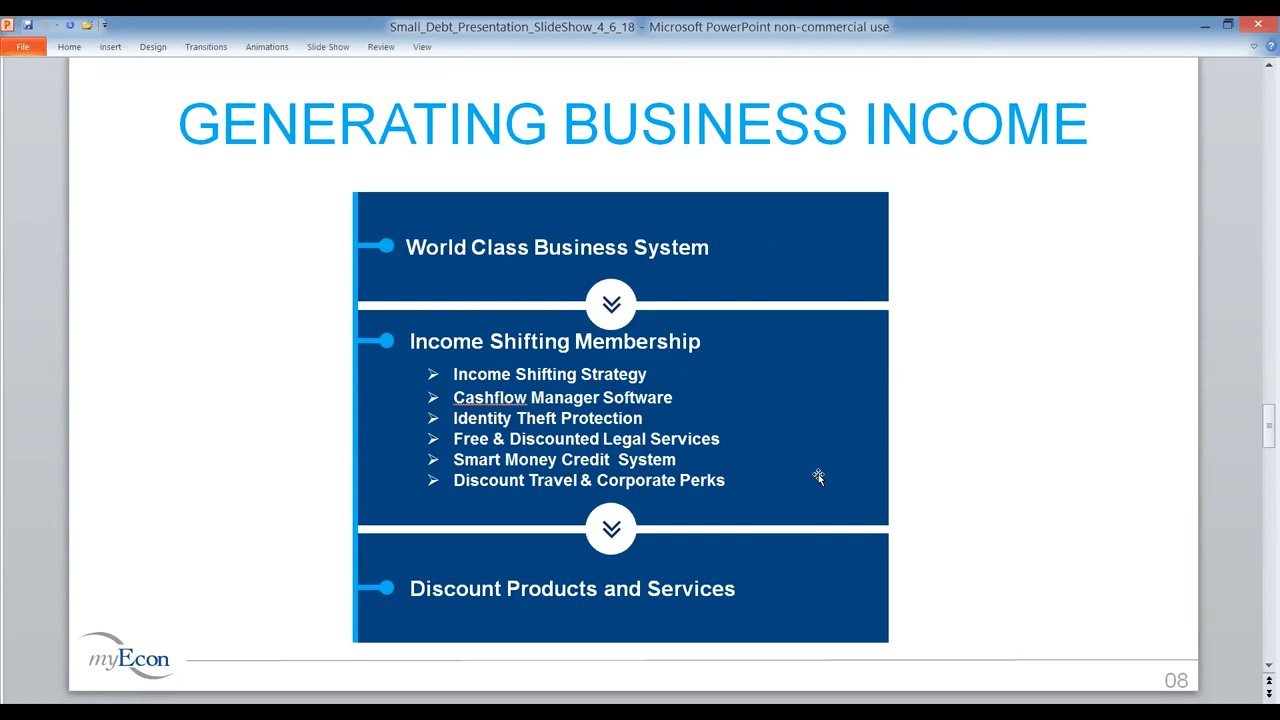 Small_Debt_Presentation_SlideShow_4_6_18 - Microsoft PowerPoint non-commercial use
File Home Insert Design Transitions Animations Slide Show Review View
GENERATING BUSINESS INCOME
World Class Business System
Income Shifting Membership
Income Shifting Strategy
Cashflow Manager Software
Identity Theft Protection
Free & Discounted Legal Services
Smart Money Credit System
Discount Travel & Corporate Perks
Discount Products and Services
myEcon
08